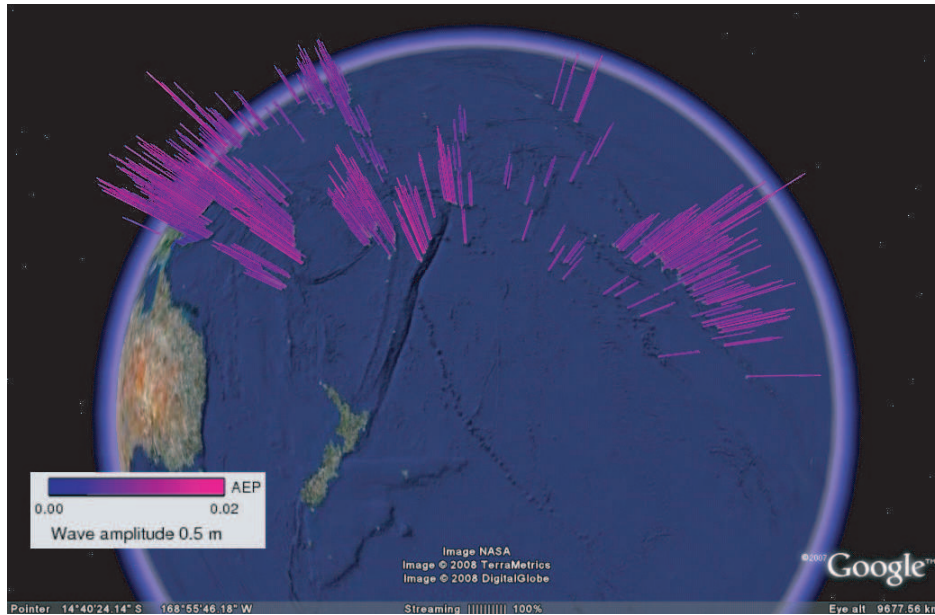 AEP
0.00 0.02
Wave amplitude 0.5 m
Image NASA
Image © 2008 TerraMetrics
Image © 2008 DigitalGlobe
©2007 Google™
Pointer 14°40'24.14" S 168°55'46.18" W Streaming |||||||||| 100% Eye alt 9677.56 km